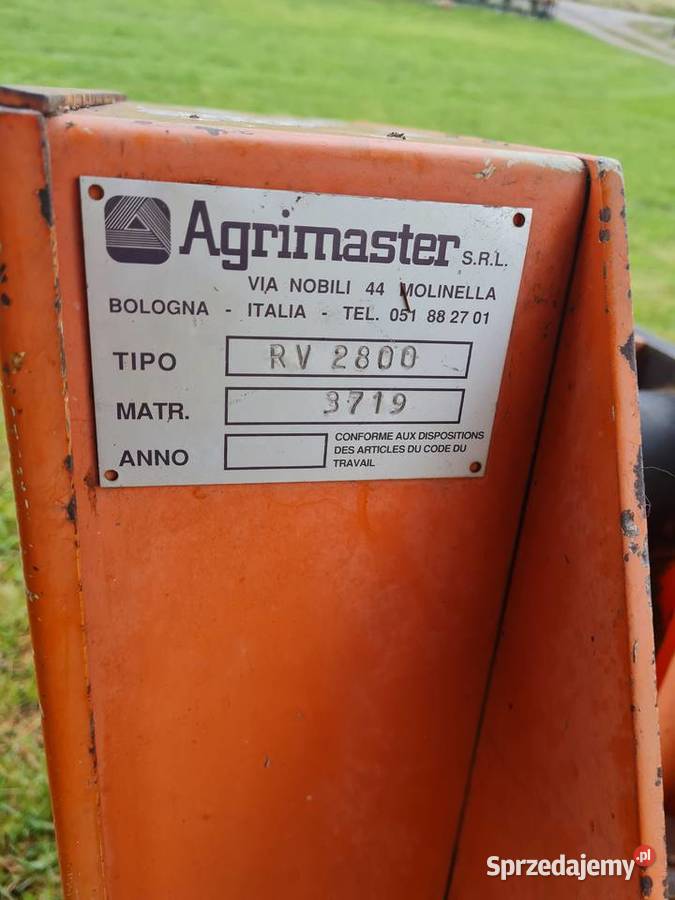 Agrimaster S.R.L.
VIA NOBILI 44 MOLINELLA
BOLOGNA - ITALIA - TEL. 051 88 27 01
TIPO RV 2800
MATR. 3719
ANNO
CONFORME AUX DISPOSITIONS
DES ARTICLES DU CODE DU
TRAVAIL
Sprzedajemy.pl